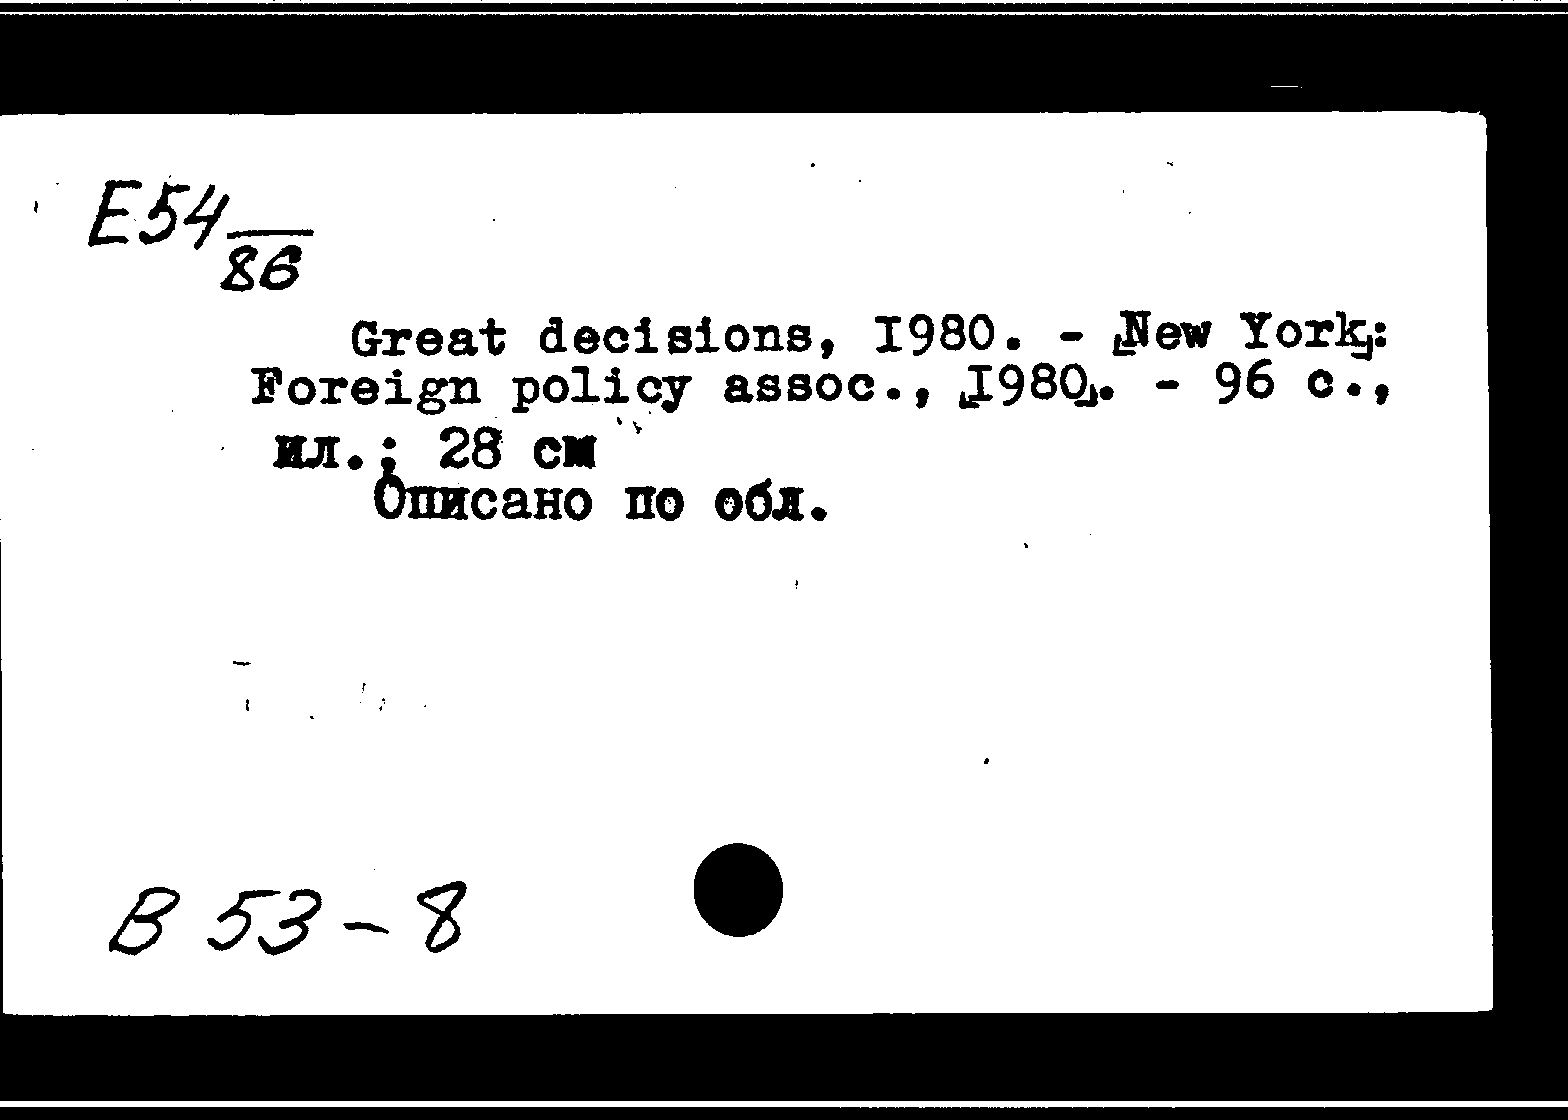 E54
86
Great decisions, 1980. - [New York]:
Foreign policy assoc., [1980]. - 96 с.,
ил.; 28 см
Описано по обл.
В 53-8